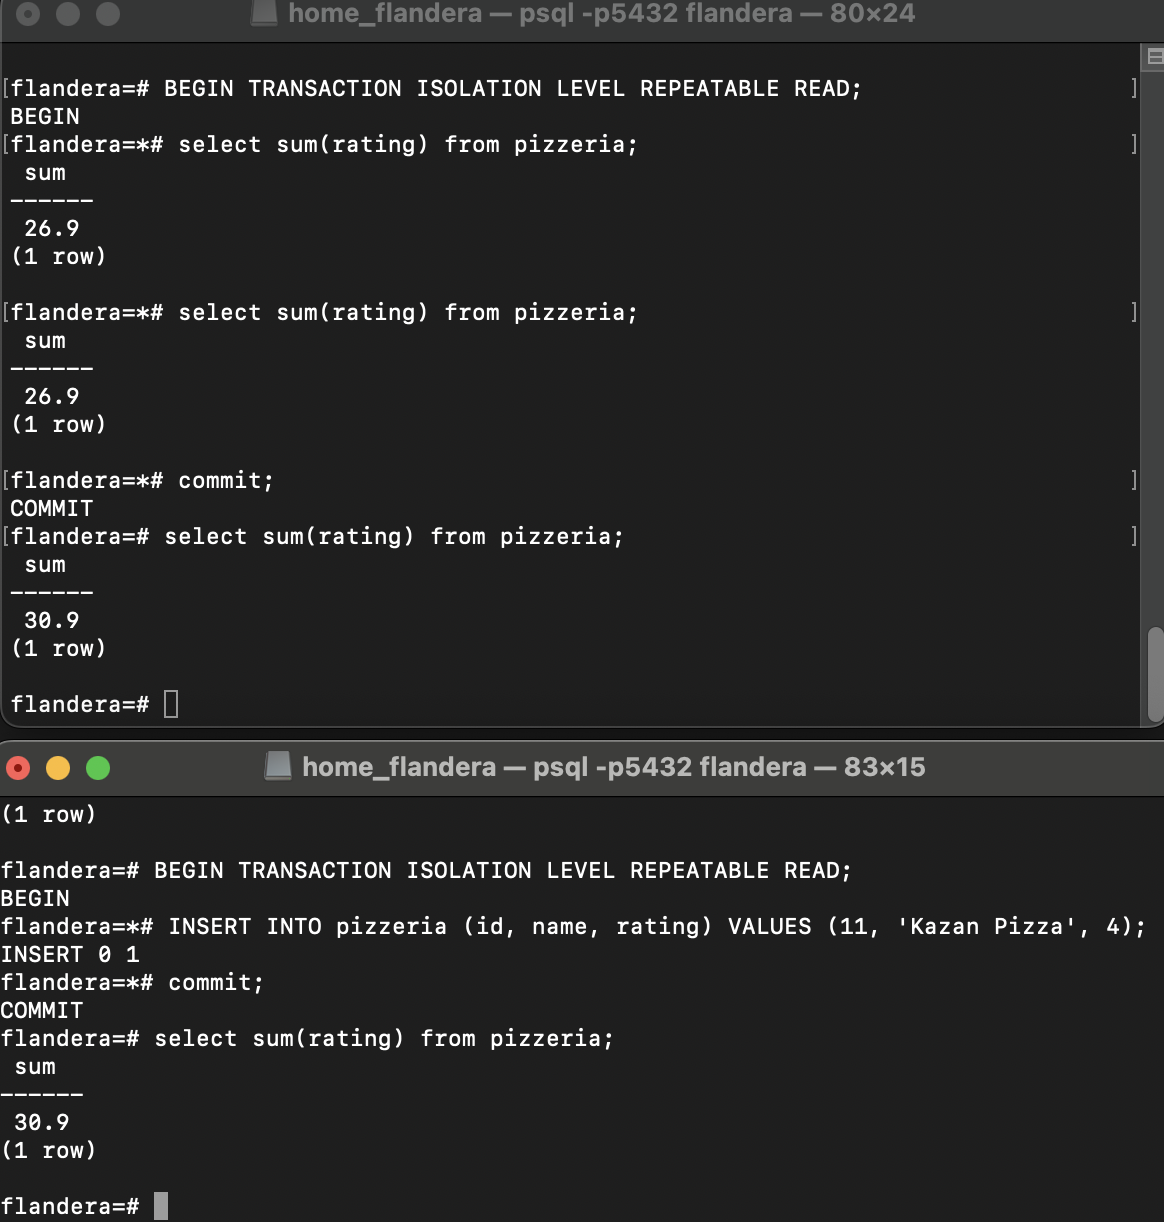 home_flandera — psql -p5432 flandera — 80×24
[flandera=# BEGIN TRANSACTION ISOLATION LEVEL REPEATABLE READ; ]
BEGIN
[flandera=*# select sum(rating) from pizzeria; ]
sum
------
26.9
(1 row)
[flandera=*# select sum(rating) from pizzeria; ]
sum
------
26.9
(1 row)
[flandera=*# commit; ]
COMMIT
[flandera=# select sum(rating) from pizzeria; ]
sum
------
30.9
(1 row)
flandera=#
home_flandera — psql -p5432 flandera — 83×15
(1 row)
flandera=# BEGIN TRANSACTION ISOLATION LEVEL REPEATABLE READ;
BEGIN
flandera=*# INSERT INTO pizzeria (id, name, rating) VALUES (11, 'Kazan Pizza', 4);
INSERT 0 1
flandera=*# commit;
COMMIT
flandera=# select sum(rating) from pizzeria;
sum
------
30.9
(1 row)
flandera=#